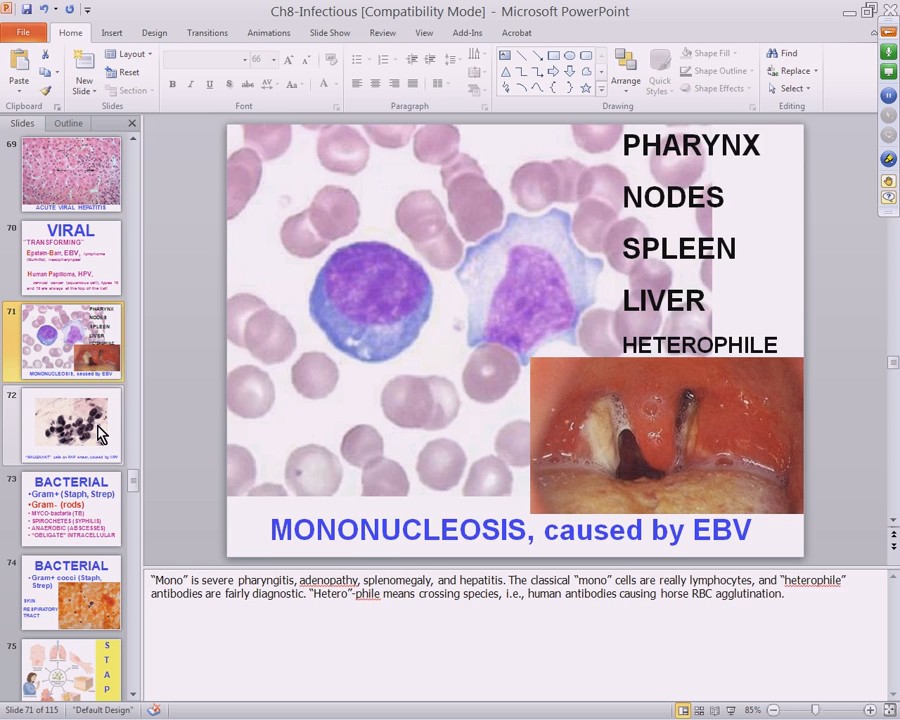 Ch8-Infectious [Compatibility Mode] - Microsoft PowerPoint
File Home Insert Design Transitions Animations Slide Show Review View Add-Ins Acrobat
Paste
New
Slide
Layout
Reset
Section
66
B I U S abc AV Aa A
Arrange
Quick
Styles
Shape Fill
Shape Outline
Shape Effects
Find
Replace
Select
Clipboard Slides Font Paragraph Drawing Editing
Slides Outline
69
ACUTE VIRAL HEPATITIS
70
VIRAL
"TRANSFORMING"
Epstein-Barr, EBV, lymphoma
Human Papilloma, HPV,
71
PHARYNX
NODES
SPLEEN
LIVER
HETEROPHILE
MONONUCLEOSIS, caused by EBV
72
73
BACTERIAL
• Gram+ (Staph, Strep)
• Gram- (rods)
• MYCO-bacteria (TB)
• SPIROCHETES (SYPHILIS)
• ANAEROBIC (ABSCESSES)
• "OBLIGATE" INTRACELLULAR
74
BACTERIAL
• Gram+ cocci (Staph,
Strep)
SKIN
RESPIRATORY
TRACT
75
S
T
A
P
PHARYNX
NODES
SPLEEN
LIVER
HETEROPHILE
MONONUCLEOSIS, caused by EBV
“Mono” is severe pharyngitis, adenopathy, splenomegaly, and hepatitis. The classical “mono” cells are really lymphocytes, and “heterophile”
antibodies are fairly diagnostic. “Hetero”-phile means crossing species, i.e., human antibodies causing horse RBC agglutination.
Slide 71 of 115 "Default Design" 85%